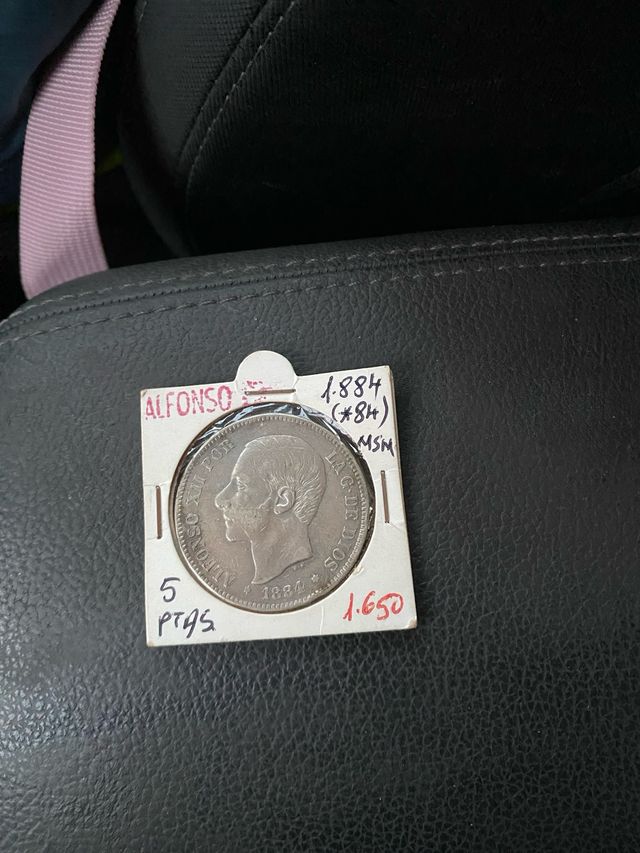 ALFONSO
1.884
(*84)
MSM
ALFONSO XII POR LA G. DE DIOS
* 1884 *
5
PTAS
1.650